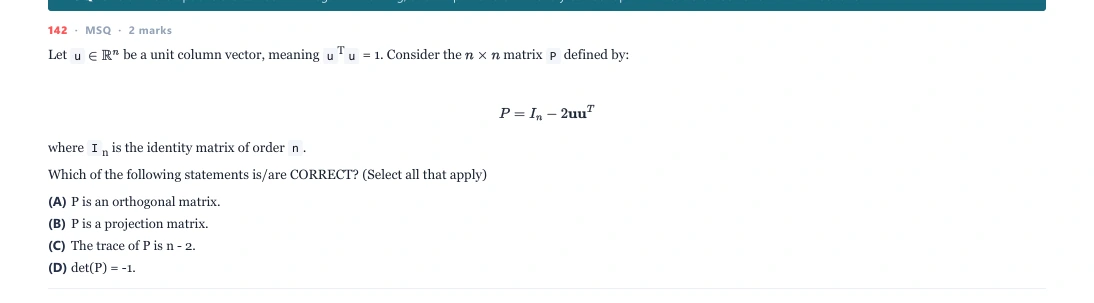 142 · MSQ · 2 marks
Let u ∈ ℝⁿ be a unit column vector, meaning u ᵀ u = 1. Consider the n × n matrix P defined by:
P = Iₙ − 2uuᵀ
where I ₙ is the identity matrix of order n .
Which of the following statements is/are CORRECT? (Select all that apply)
(A) P is an orthogonal matrix.
(B) P is a projection matrix.
(C) The trace of P is n - 2.
(D) det(P) = -1.